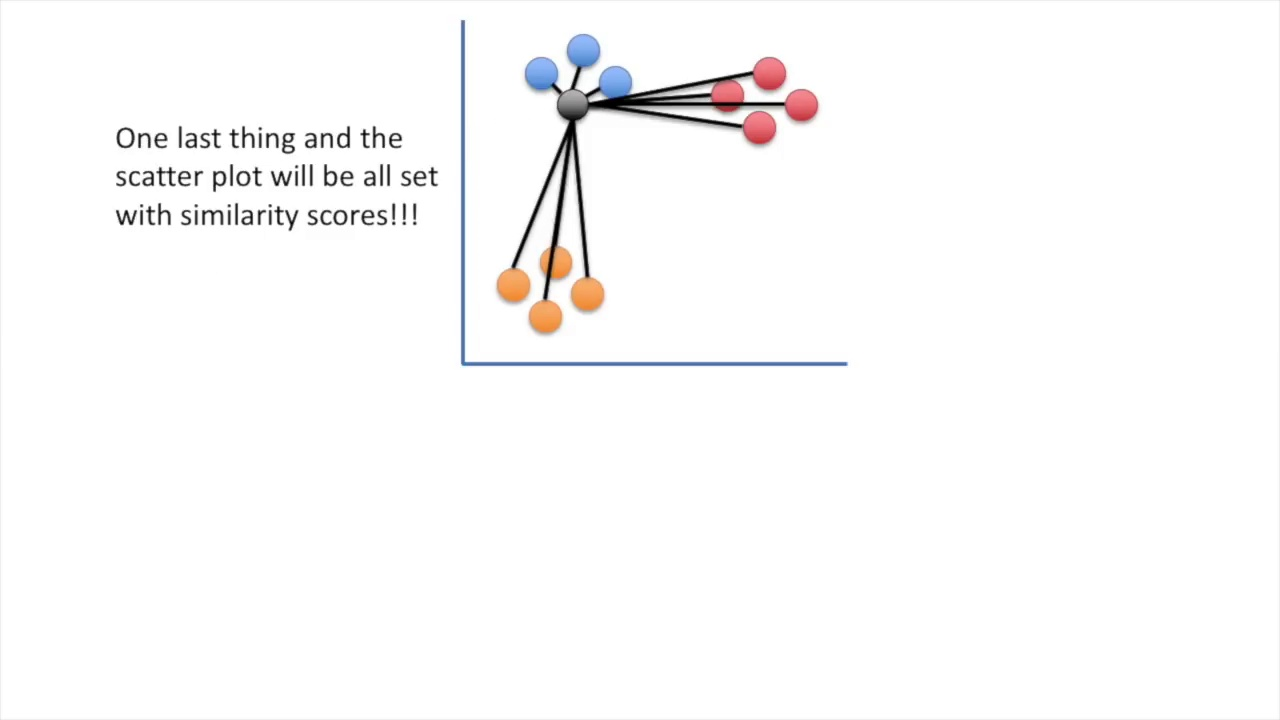 One last thing and the
scatter plot will be all set
with similarity scores!!!